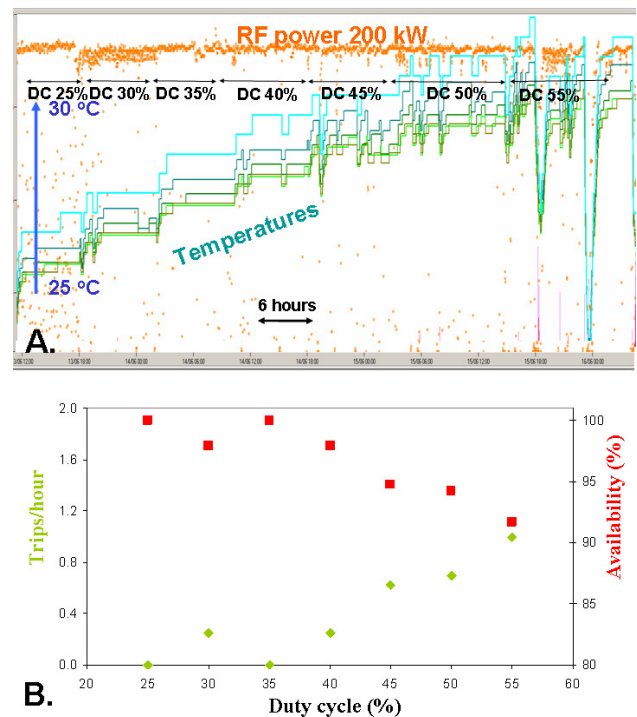 RF power 200 kW
DC 25% DC 30% DC 35% DC 40% DC 45% DC 50% DC 55%
30 °C
Temperatures
25 °C
6 hours
A.
2.0
1.6
1.2
0.8
0.4
0.0
Trips/hour
100
95
90
85
80
Availability (%)
20 25 30 35 40 45 50 55 60
B.
Duty cycle (%)